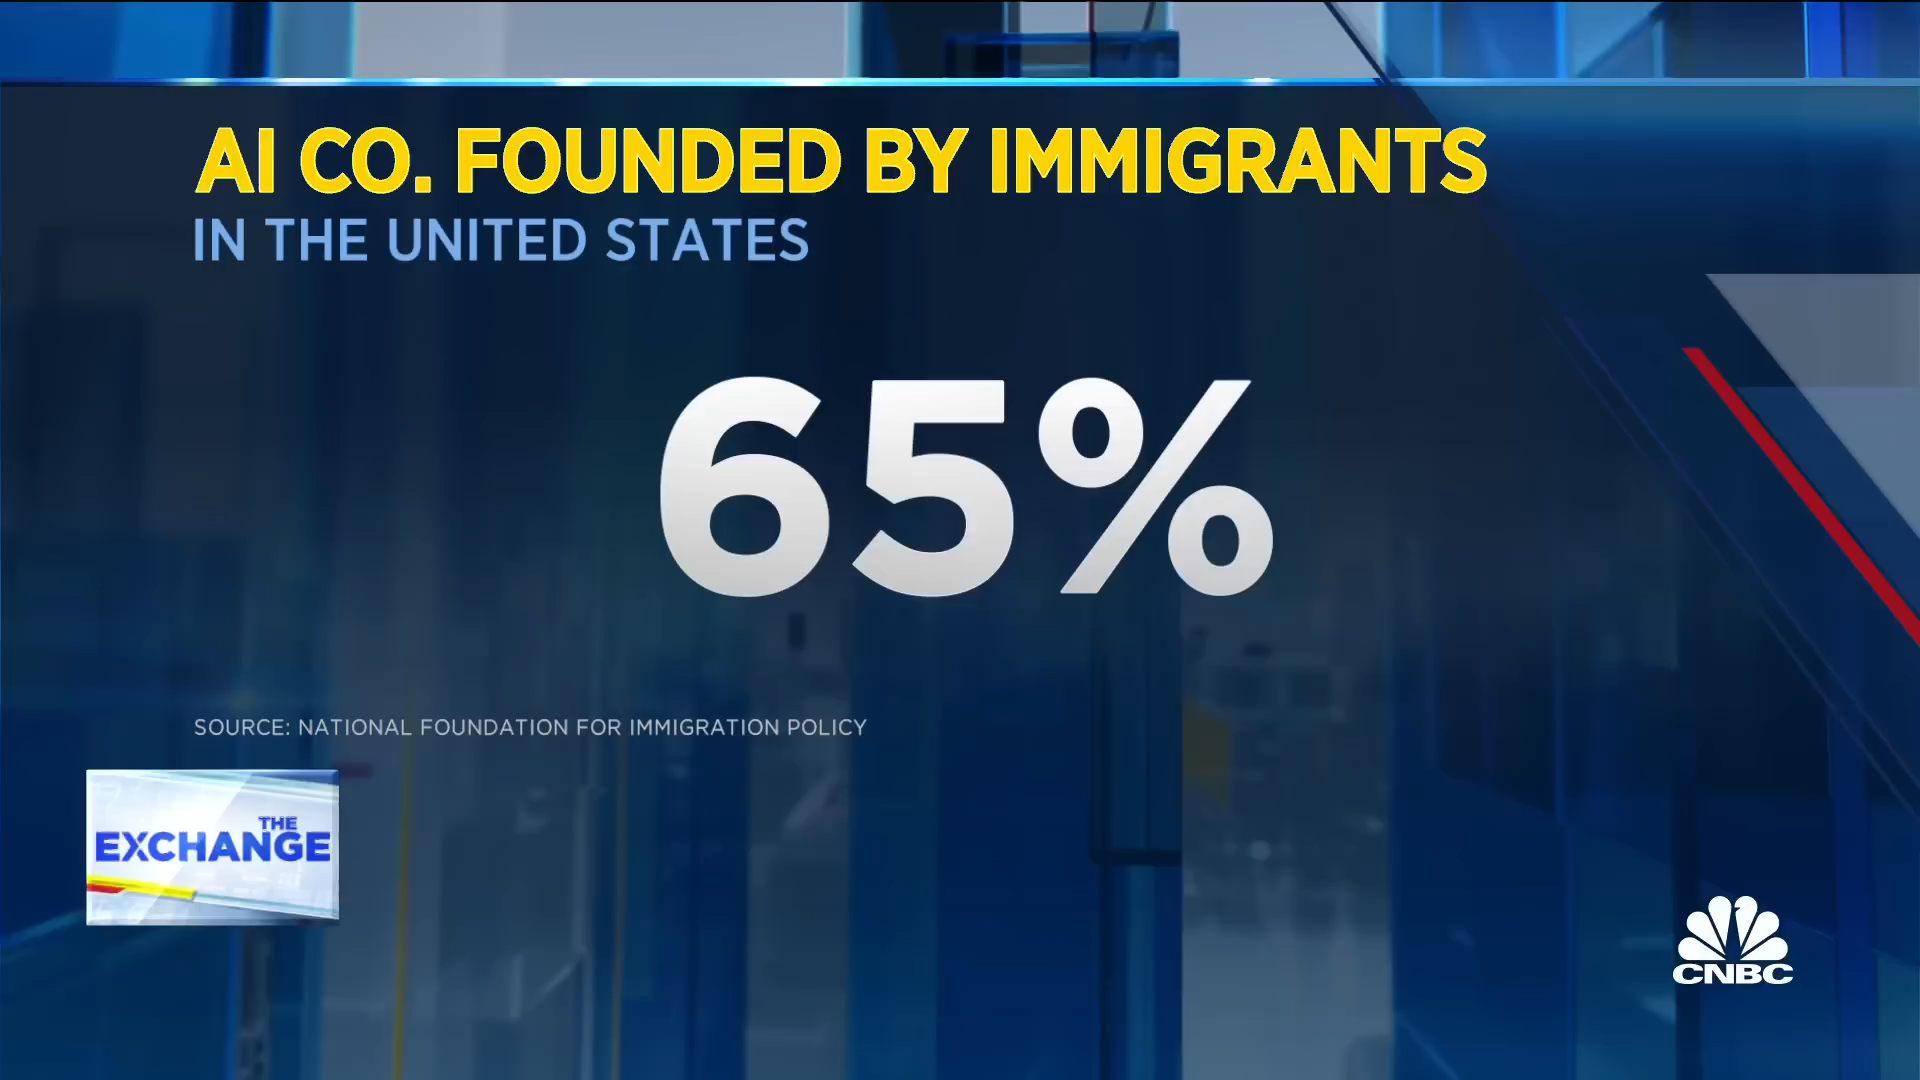 AI CO. FOUNDED BY IMMIGRANTS
IN THE UNITED STATES
65%
SOURCE: NATIONAL FOUNDATION FOR IMMIGRATION POLICY
THE
EXCHANGE
CNBC